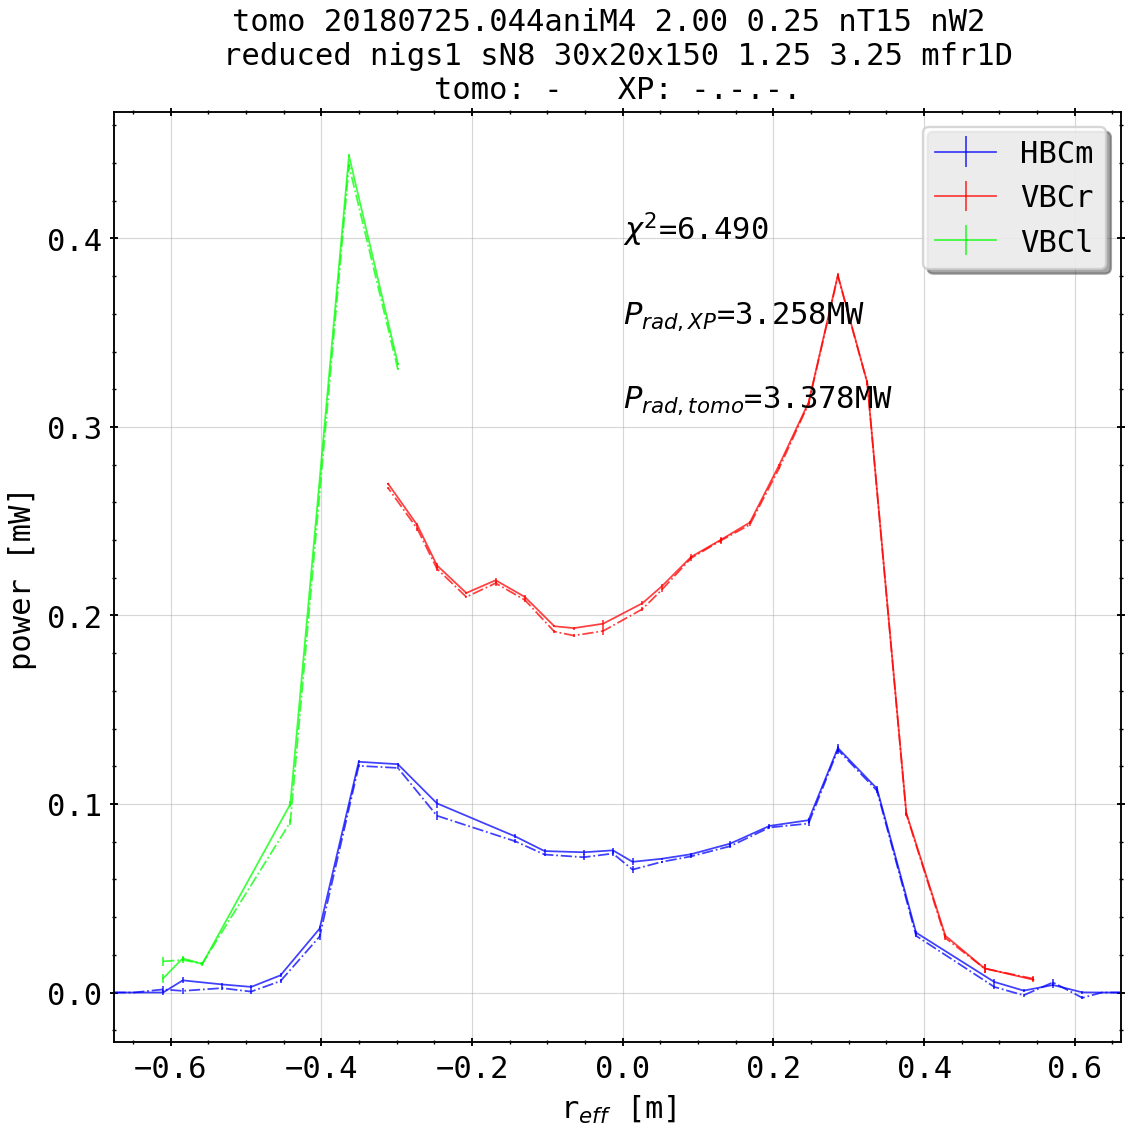 tomo 20180725.044aniM4 2.00 0.25 nT15 nW2
reduced nigs1 sN8 30x20x150 1.25 3.25 mfr1D
tomo: - XP: -.-.-.
HBCm
VBCr
VBCl
χ²=6.490
P_rad,XP=3.258MW
P_rad,tomo=3.378MW
power [mW]
0.4
0.3
0.2
0.1
0.0
−0.6 −0.4 −0.2 0.0 0.2 0.4 0.6
r_eff [m]